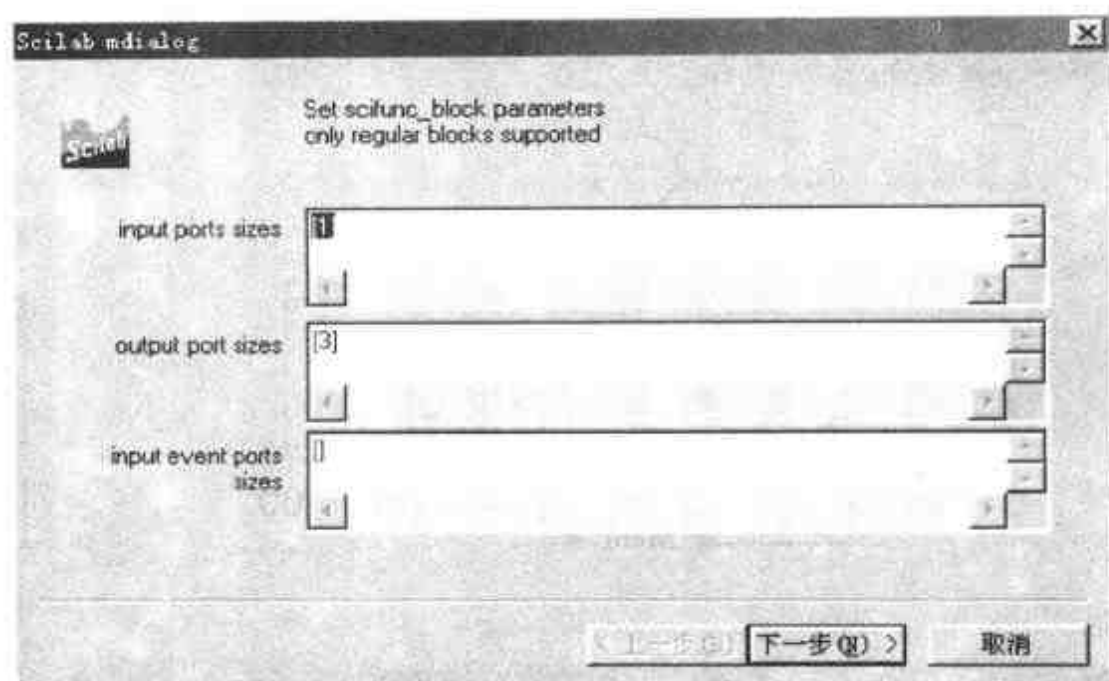 Scilab mdialog
Set scifunc_block parameters
only regular blocks supported
Scilab
input ports sizes
1
output port sizes
[3]
input event ports
sizes
[]
下一步(N) > 取消